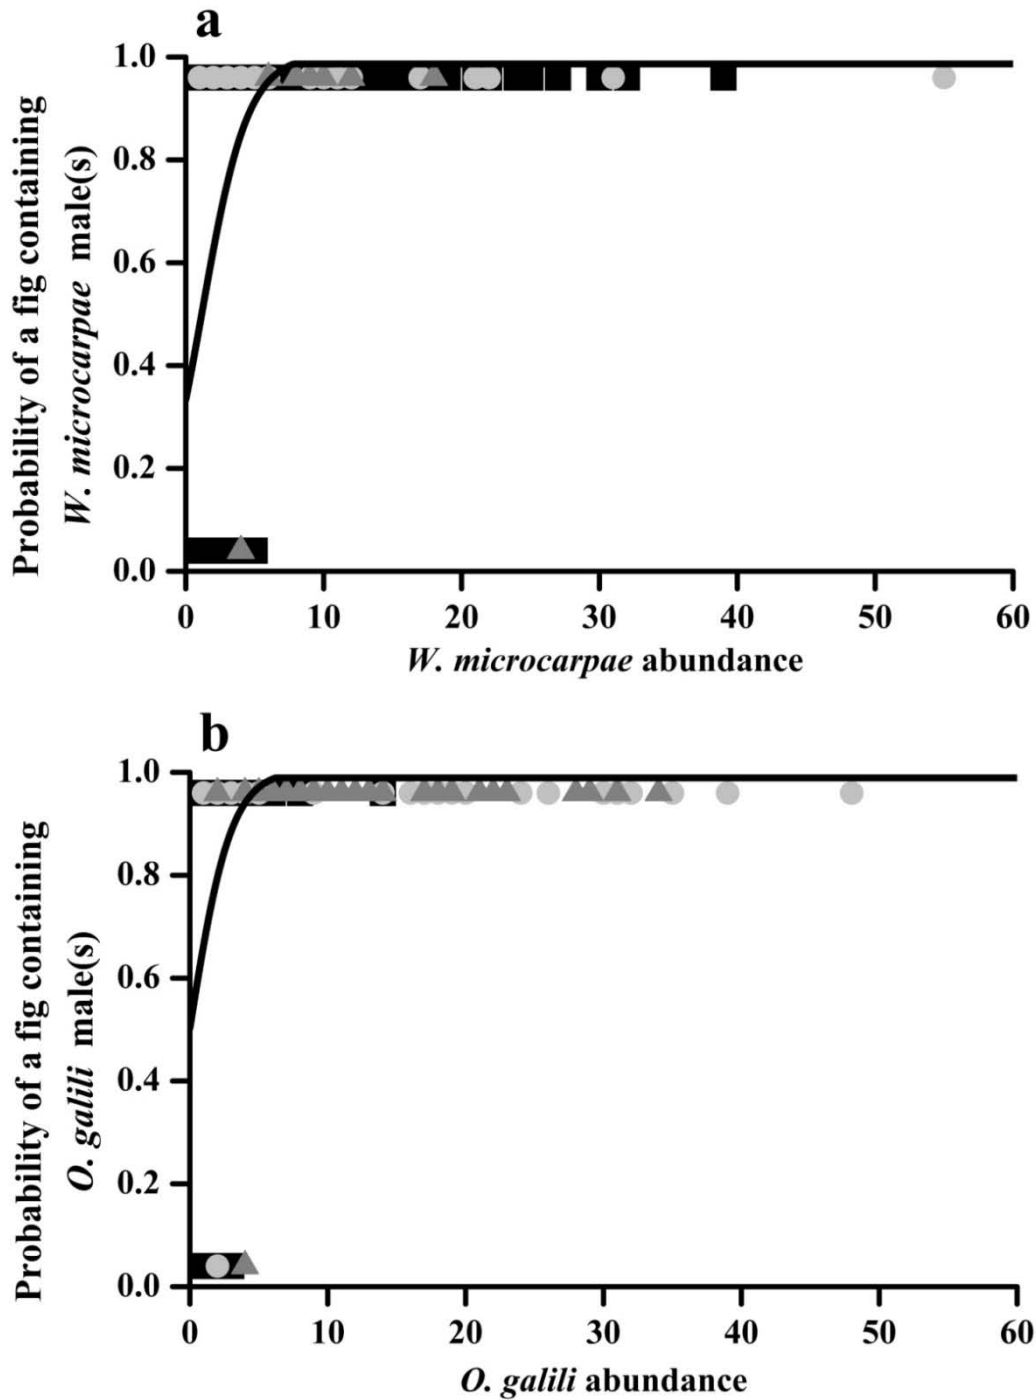 a
1.0
0.8
0.6
0.4
0.2
0.0
Probability of a fig containing
W. microcarpae male(s)
0 10 20 30 40 50 60
W. microcarpae abundance
b
1.0
0.8
0.6
0.4
0.2
0.0
Probability of a fig containing
O. galili male(s)
0 10 20 30 40 50 60
O. galili abundance